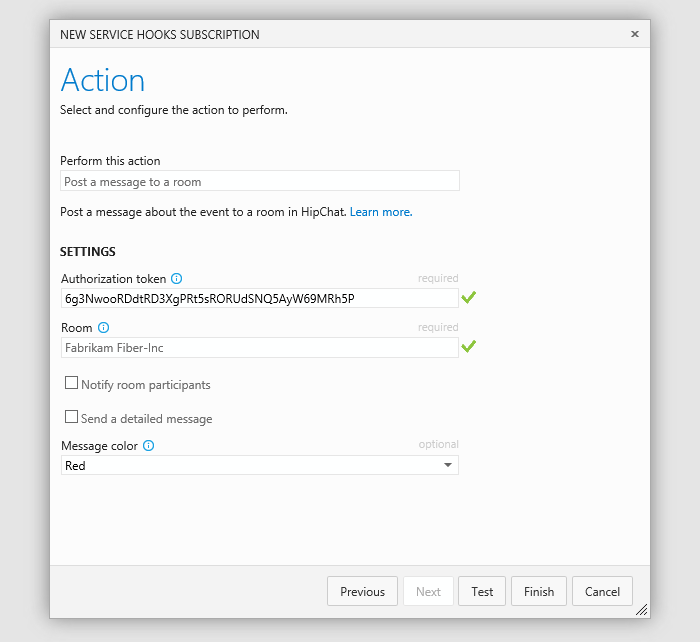 NEW SERVICE HOOKS SUBSCRIPTION
Action
Select and configure the action to perform.
Perform this action
Post a message to a room
Post a message about the event to a room in HipChat. Learn more.
SETTINGS
Authorization token required
6g3NwooRDdtRD3XgPRt5sRORUdSNQ5AyW69MRh5P
Room required
Fabrikam Fiber-Inc
Notify room participants
Send a detailed message
Message color optional
Red
Previous Next Test Finish Cancel